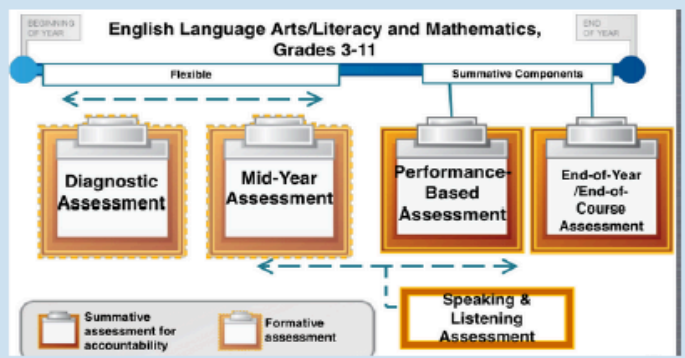 BEGINNING
OF YEAR
English Language Arts/Literacy and Mathematics,
Grades 3-11
END
OF YEAR
Flexible
Summative Components
Diagnostic
Assessment
Mid-Year
Assessment
Performance-
Based
Assessment
End-of-Year
/End-of-
Course
Assessment
Speaking &
Listening
Assessment
Summative
assessment for
accountability
Formative
assessment